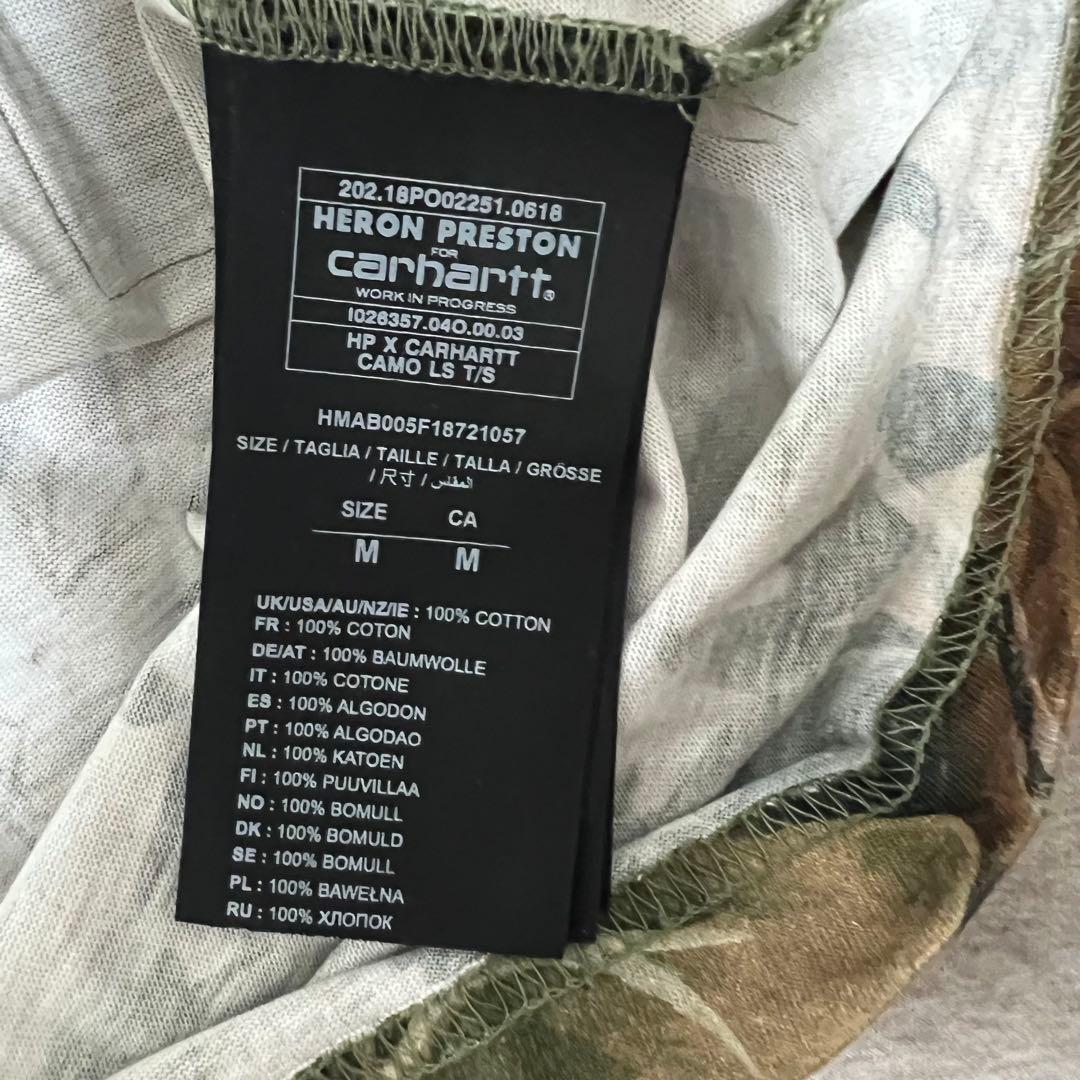 202.18PO02251.0618
HERON PRESTON
FOR
carhartt®
WORK IN PROGRESS
I026357.04O.00.03
HP X CARHARTT
CAMO LS T/S
HMAB005F18721057
SIZE / TAGLIA / TAILLE / TALLA / GRÖSSE
/ 尺寸 / المقلس
SIZE CA
M M
UK/USA/AU/NZ/IE : 100% COTTON
FR : 100% COTON
DE/AT : 100% BAUMWOLLE
IT : 100% COTONE
ES : 100% ALGODON
PT : 100% ALGODAO
NL : 100% KATOEN
FI : 100% PUUVILLAA
NO : 100% BOMULL
DK : 100% BOMULD
SE : 100% BOMULL
PL : 100% BAWEŁNA
RU : 100% ХЛОПОК